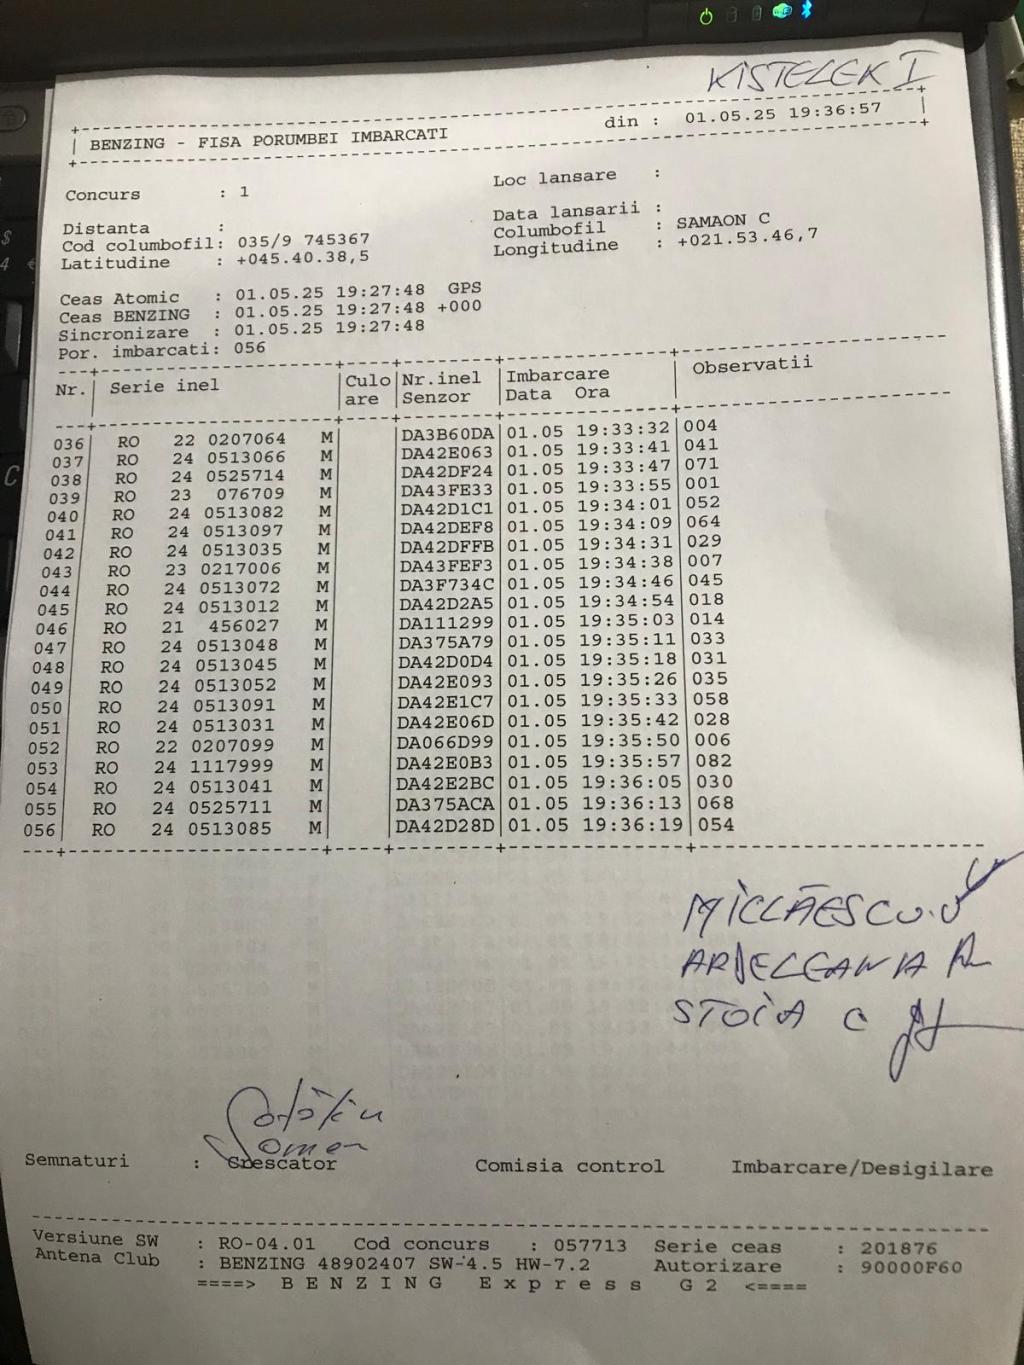 KISTELEK I
BENZING - FISA PORUMBEI IMBARCATI din : 01.05.25 19:36:57
Concurs : 1 Loc lansare :
Distanta : Data lansarii :
Cod columbofil: 035/9 745367 Columbofil : SAMAON C
Latitudine : +045.40.38,5 Longitudine : +021.53.46,7
Ceas Atomic : 01.05.25 19:27:48 GPS
Ceas BENZING : 01.05.25 19:27:48 +000
Sincronizare : 01.05.25 19:27:48
Por. imbarcati: 056
Nr. Serie inel Culo Nr.inel Imbarcare Observatii
are Senzor Data Ora
036 RO 22 0207064 M DA3B60DA 01.05 19:33:32 004
037 RO 24 0513066 M DA42E063 01.05 19:33:41 041
038 RO 24 0525714 M DA42DF24 01.05 19:33:47 071
039 RO 23 076709 M DA43FE33 01.05 19:33:55 001
040 RO 24 0513082 M DA42D1C1 01.05 19:34:01 052
041 RO 24 0513097 M DA42DEF8 01.05 19:34:09 064
042 RO 24 0513035 M DA42DFFB 01.05 19:34:31 029
043 RO 23 0217006 M DA43FEF3 01.05 19:34:38 007
044 RO 24 0513072 M DA3F734C 01.05 19:34:46 045
045 RO 24 0513012 M DA42D2A5 01.05 19:34:54 018
046 RO 21 456027 M DA111299 01.05 19:35:03 014
047 RO 24 0513048 M DA375A79 01.05 19:35:11 033
048 RO 24 0513045 M DA42D0D4 01.05 19:35:18 031
049 RO 24 0513052 M DA42E093 01.05 19:35:26 035
050 RO 24 0513091 M DA42E1C7 01.05 19:35:33 058
051 RO 24 0513031 M DA42E06D 01.05 19:35:42 028
052 RO 22 0207099 M DA066D99 01.05 19:35:50 006
053 RO 24 1117999 M DA42E0B3 01.05 19:35:57 082
054 RO 24 0513041 M DA42E2BC 01.05 19:36:05 030
055 RO 24 0525711 M DA375ACA 01.05 19:36:13 068
056 RO 24 0513085 M DA42D28D 01.05 19:36:19 054
STOIA C
Semnaturi : Crescator Comisia control Imbarcare/Desigilare
Versiune SW : RO-04.01 Cod concurs : 057713 Serie ceas : 201876
Antena Club : BENZING 48902407 SW-4.5 HW-7.2 Autorizare : 90000F60
====> B E N Z I N G E x p r e s s G 2 <====